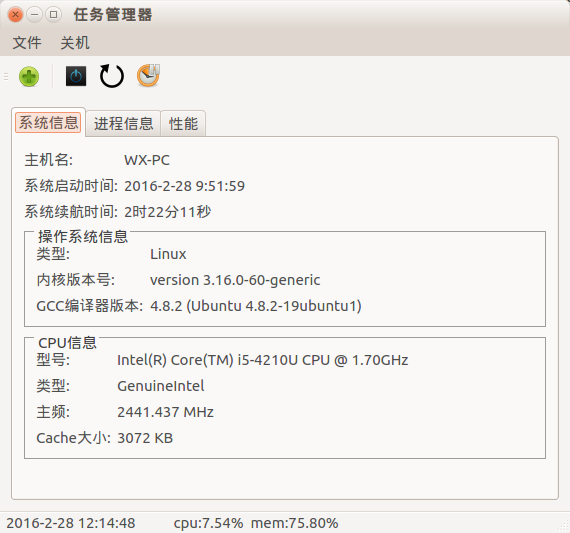 任务管理器
文件 关机
系统信息 进程信息 性能
主机名: WX-PC
系统启动时间: 2016-2-28 9:51:59
系统续航时间: 2时22分11秒
操作系统信息
类型: Linux
内核版本号: version 3.16.0-60-generic
GCC编译器版本: 4.8.2 (Ubuntu 4.8.2-19ubuntu1)
CPU信息
型号: Intel(R) Core(TM) i5-4210U CPU @ 1.70GHz
类型: GenuineIntel
主频: 2441.437 MHz
Cache大小: 3072 KB
2016-2-28 12:14:48 cpu:7.54% mem:75.80%